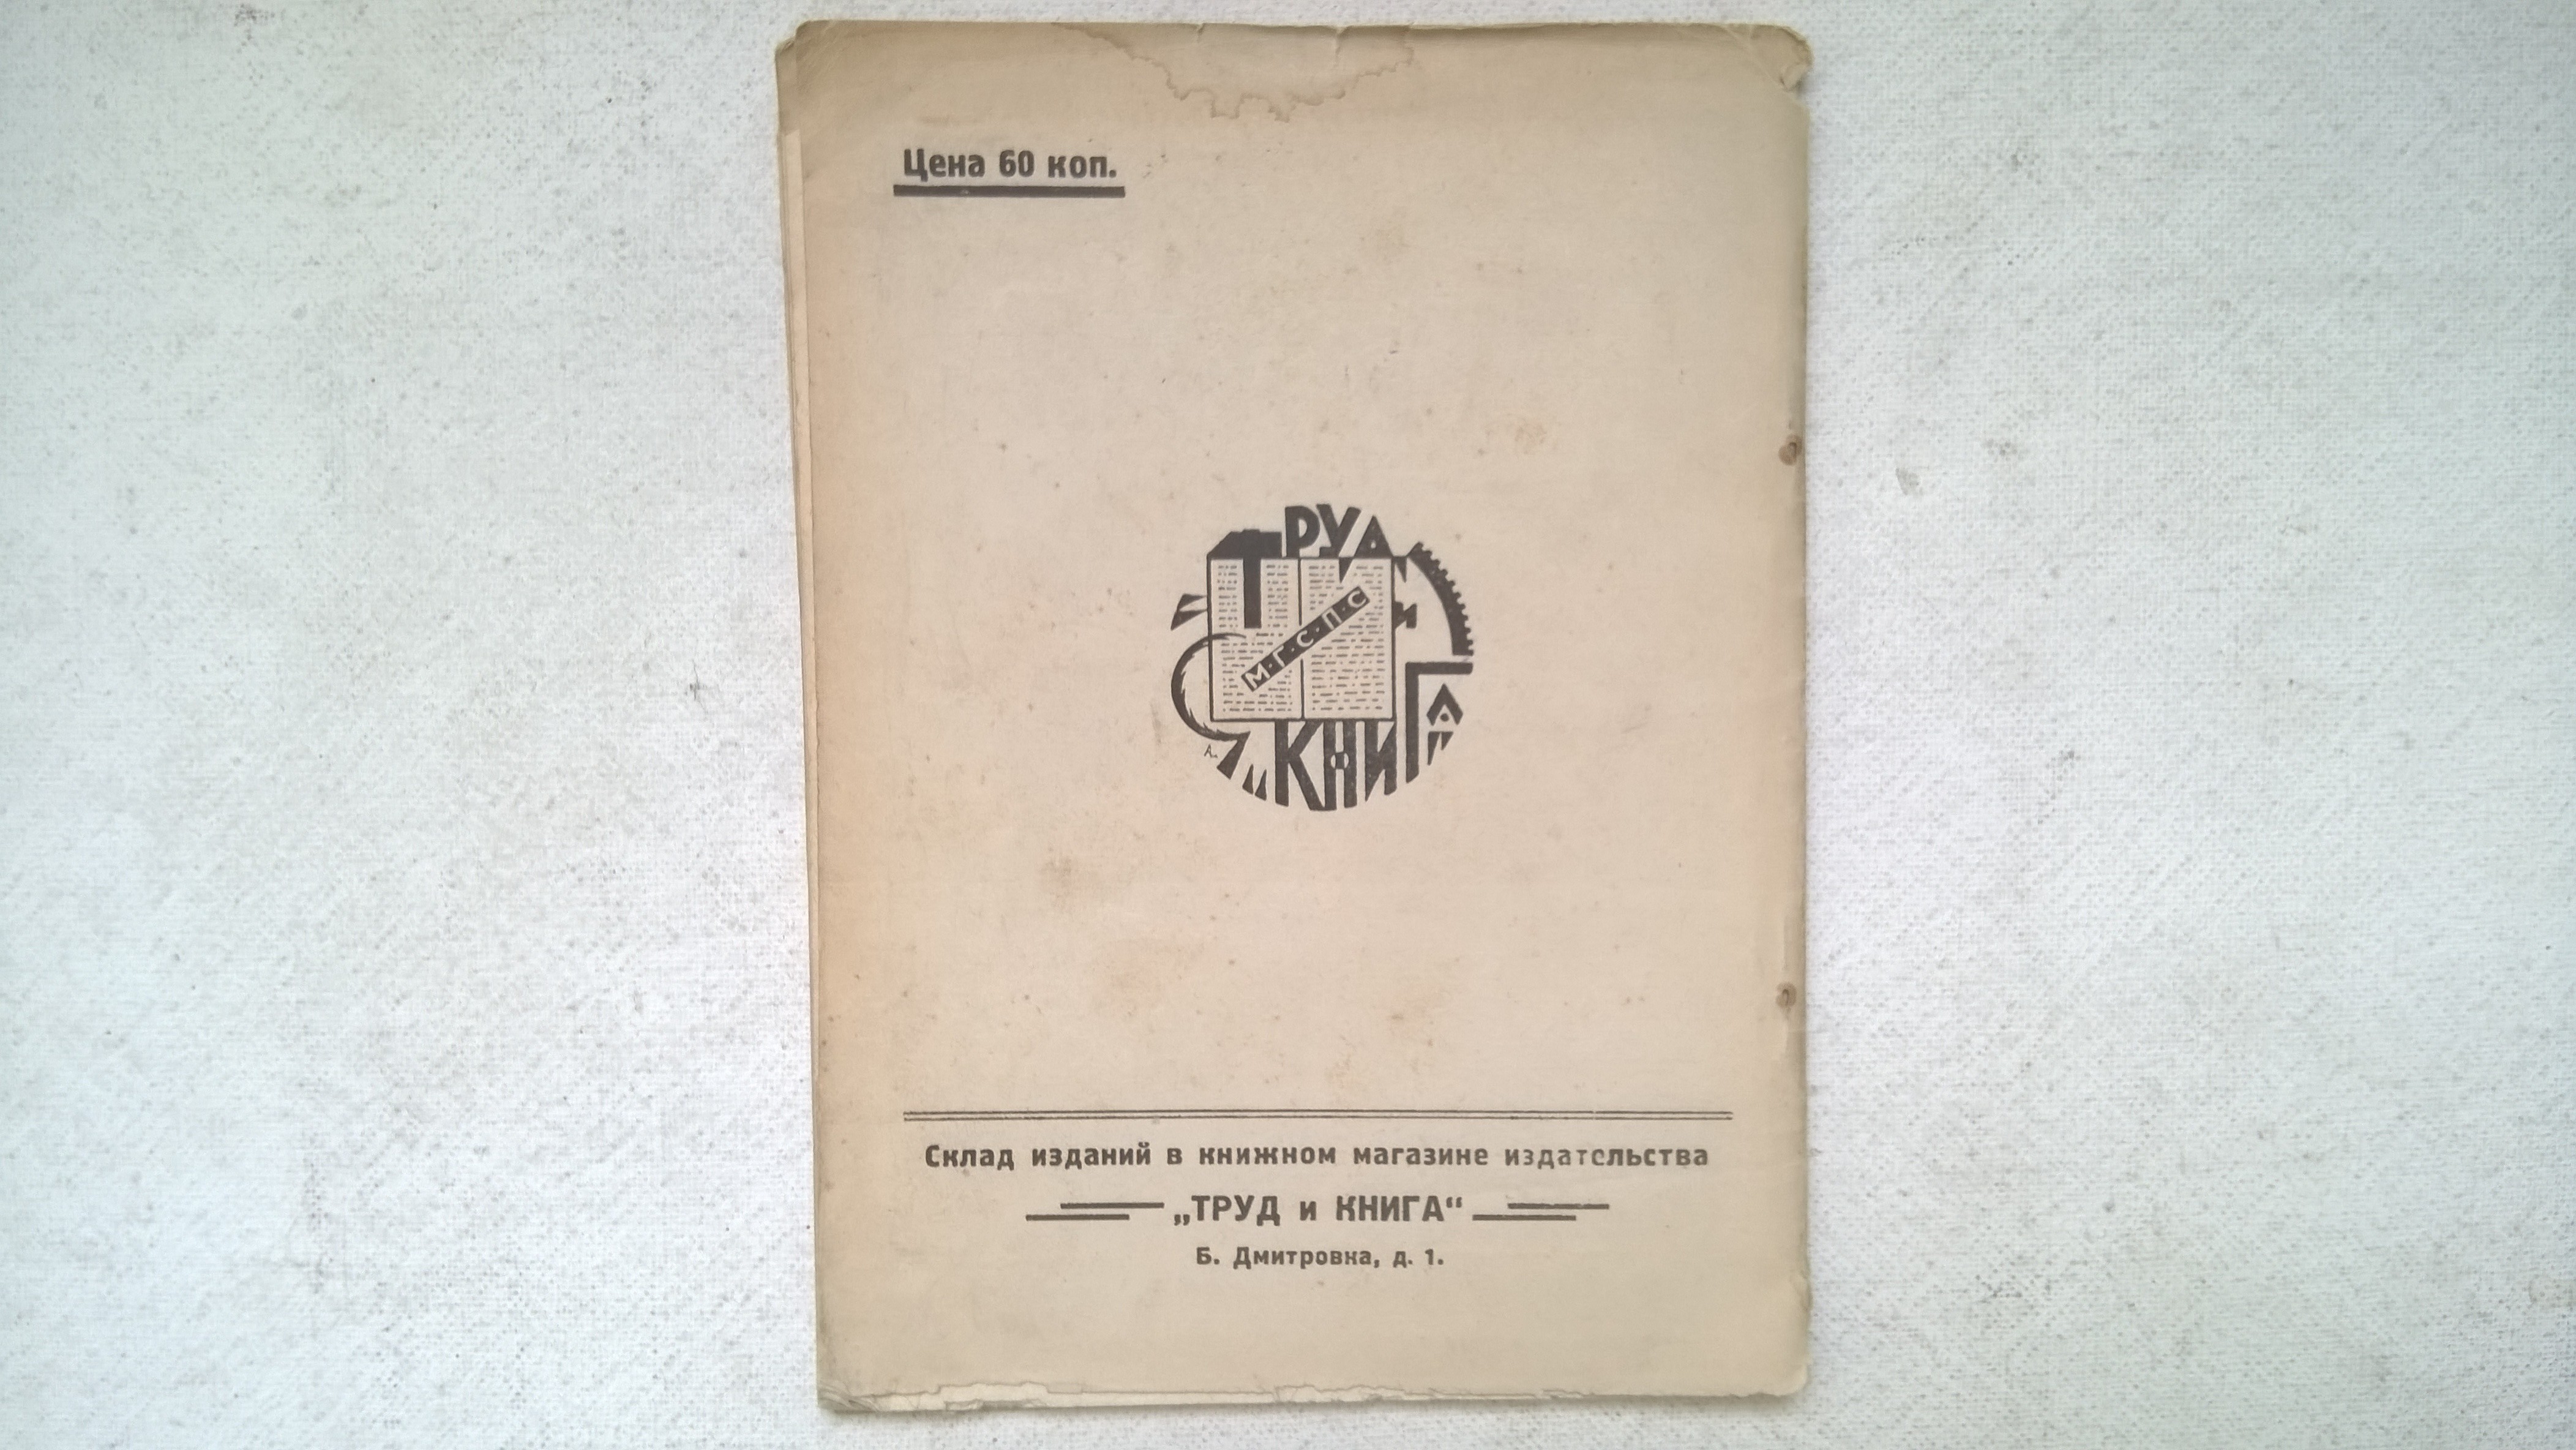 Цена 60 коп.
ТРУД
и
М·Г·С·П·С
КНИГА
Склад изданий в книжном магазине издательства
„ТРУД и КНИГА“
Б. Дмитровка, д. 1.